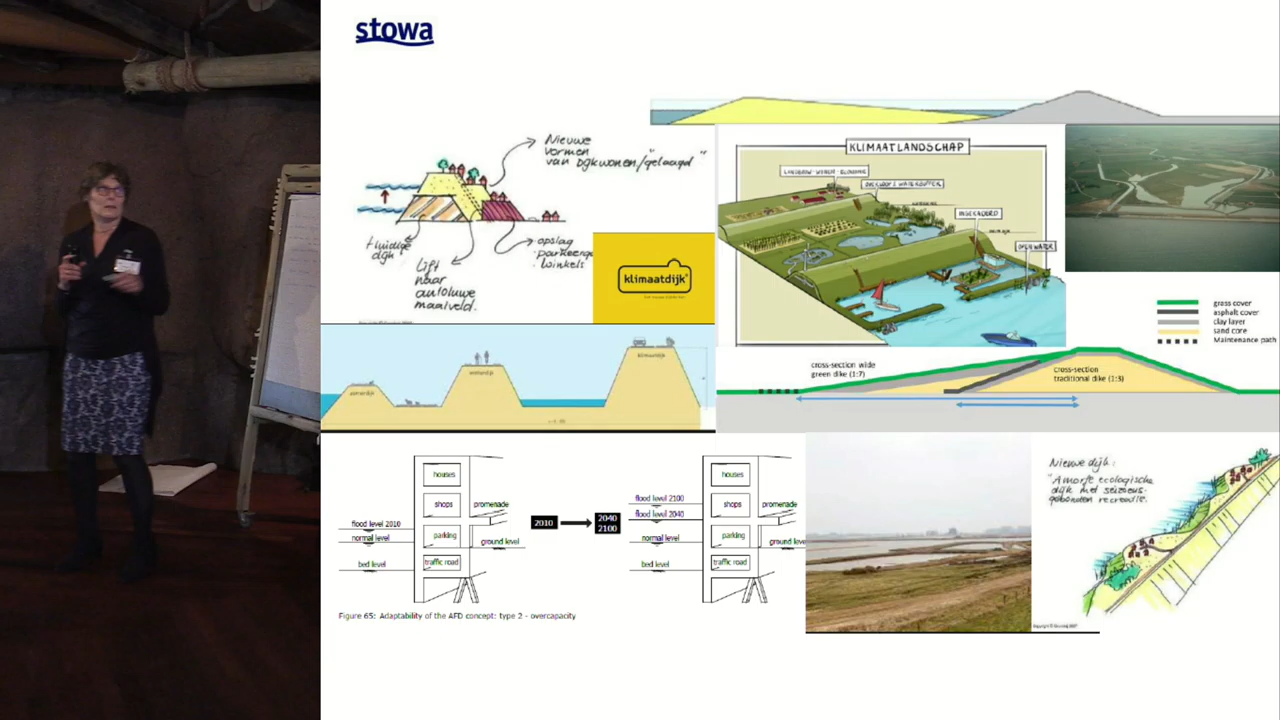 stowa
Nieuwe
vormen
van dijkwonen/"gelaagd"
huidige
dijk
Lift
naar
autoluwe
maaiveld.
opslag
winkels
klimaatdijk
KLIMAATLANDSCHAP
OPEN WATER
grass cover
asphalt cover
clay layer
sand core
Maintenance path
cross-section wide
green dike (1:7)
cross-section
traditional dike (1:3)
houses
shops
promenade
flood level 2010
normal level
parking
ground level
bed level
traffic road
2010
2040
2100
houses
flood level 2100
shops
promenade
flood level 2040
normal level
parking
ground level
bed level
traffic road
Figure 65: Adaptability of the AFD concept: type 2 - overcapacity
Nieuwe dijk:
"Amorfe ecologische
dijk met seizoens-
gebonden recreatie.